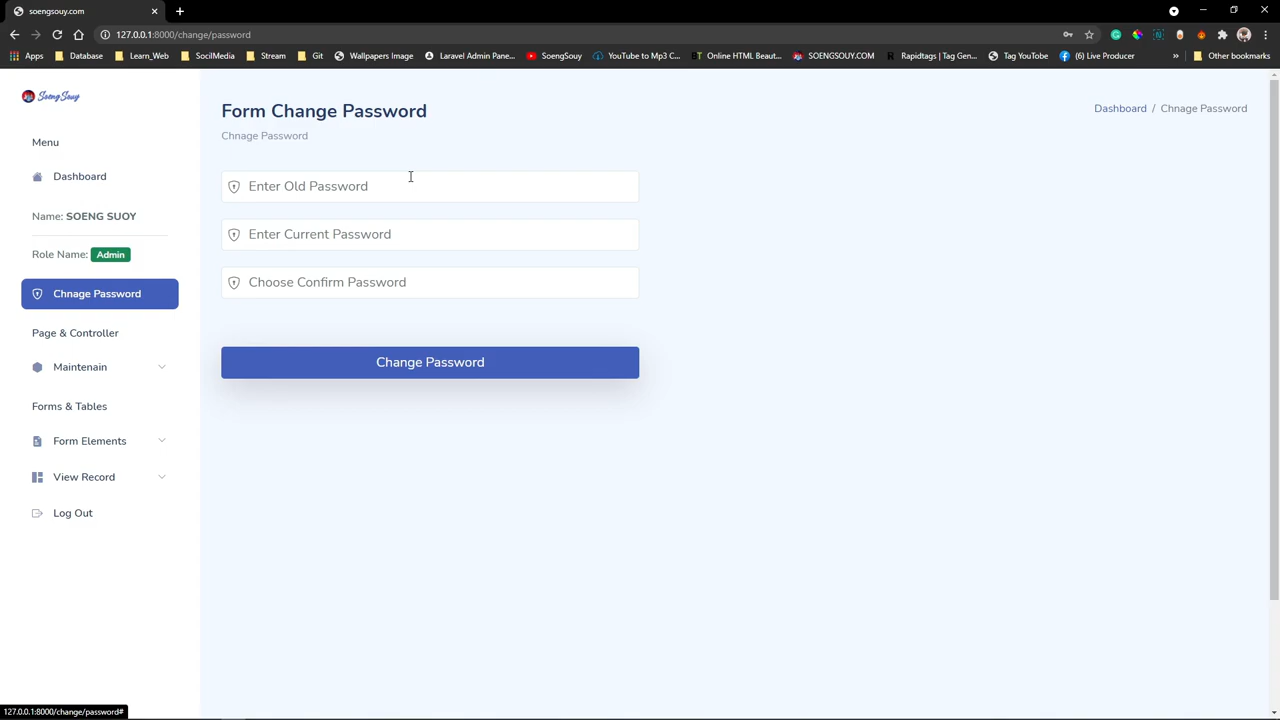 soengsouy.com
127.0.0.1:8000/change/password
Apps Database Learn_Web SocilMedia Stream Git Wallpapers Image Laravel Admin Pane... SoengSouy YouTube to Mp3 C... BT Online HTML Beaut... SOENGSOUY.COM R Rapidtags | Tag Gen... Tag YouTube (6) Live Producer » Other bookmarks
SoengSouy
Form Change Password
Dashboard / Chnage Password
Chnage Password
Menu
Dashboard
Name: SOENG SUOY
Role Name: Admin
Chnage Password
Page & Controller
Maintenain
Forms & Tables
Form Elements
View Record
Log Out
Enter Old Password
Enter Current Password
Choose Confirm Password
Change Password
127.0.0.1:8000/change/password#